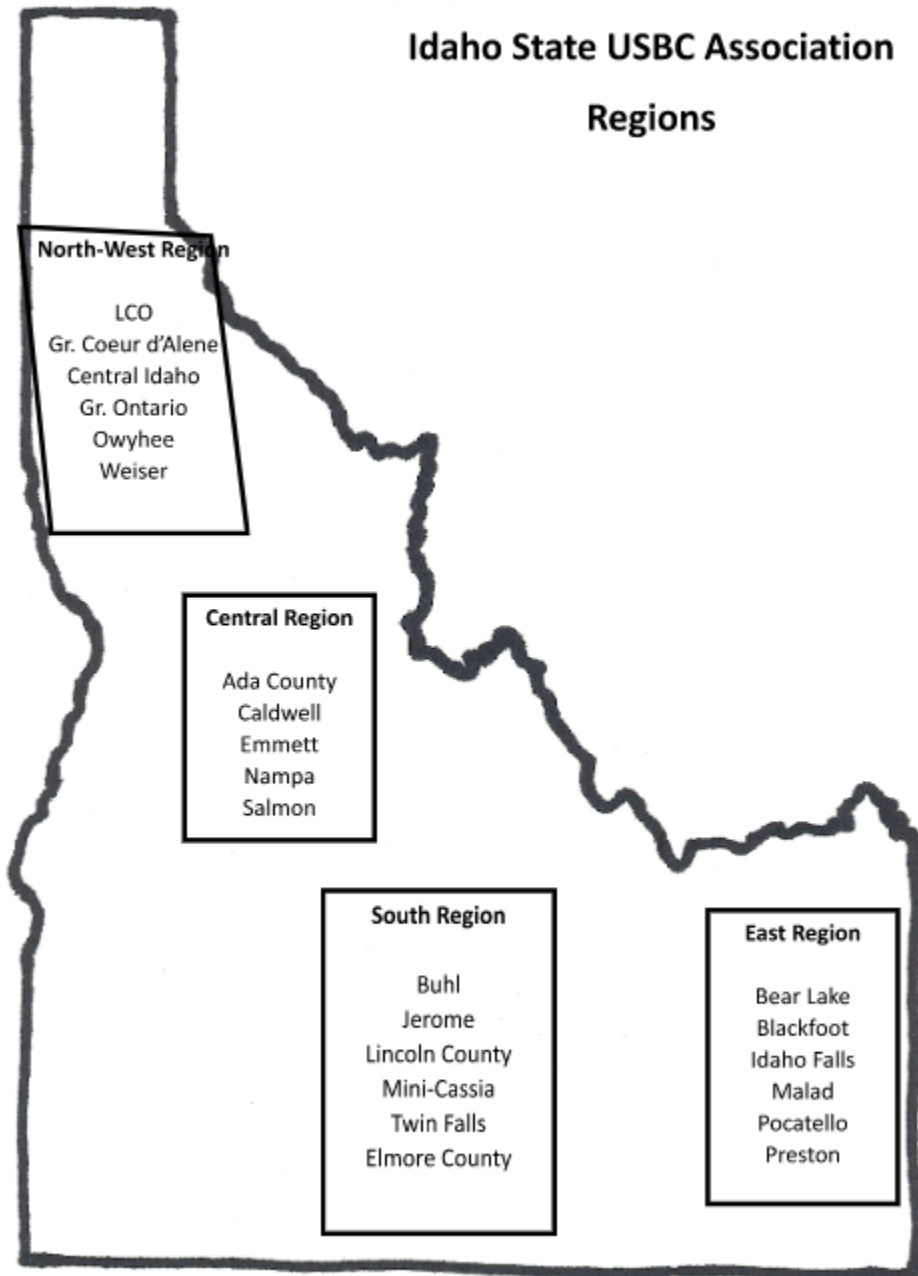 Idaho State USBC Association
Regions
North-West Region
LCO
Gr. Coeur d’Alene
Central Idaho
Gr. Ontario
Owyhee
Weiser
Central Region
Ada County
Caldwell
Emmett
Nampa
Salmon
South Region
Buhl
Jerome
Lincoln County
Mini-Cassia
Twin Falls
Elmore County
East Region
Bear Lake
Blackfoot
Idaho Falls
Malad
Pocatello
Preston